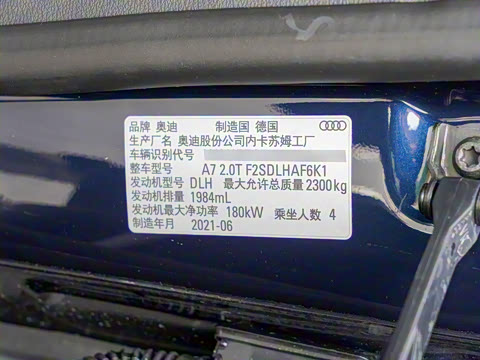 品牌 奥迪 制造国 德国
生产厂名 奥迪股份公司内卡苏姆工厂
车辆识别代号
整车型号 A7 2.0T F2SDLHAF6K1
发动机型号 DLH 最大允许总质量 2300kg
发动机排量 1984mL
发动机最大净功率 180kW 乘坐人数 4
制造年月 2021-06